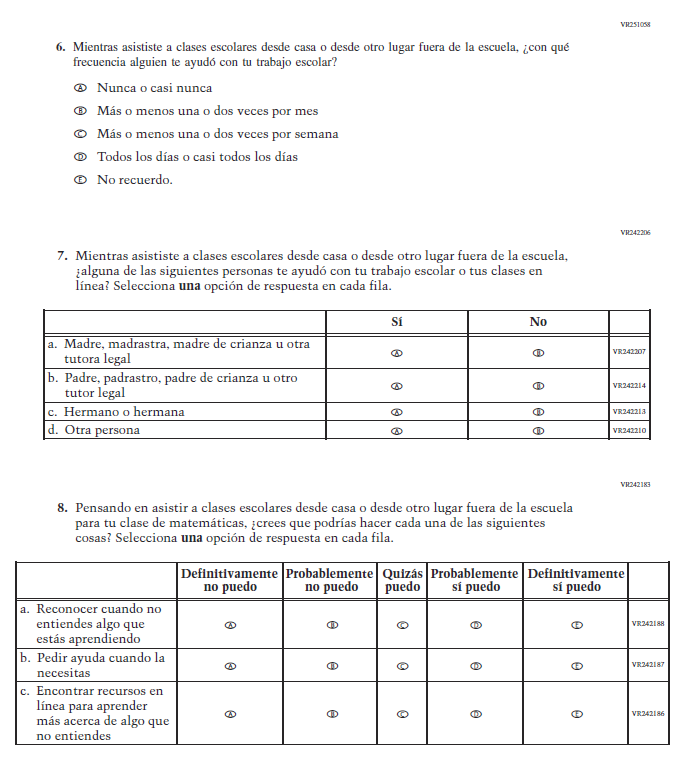 VR251058
6. Mientras asististe a clases escolares desde casa o desde otro lugar fuera de la escuela, ¿con qué
frecuencia alguien te ayudó con tu trabajo escolar?
Ⓐ Nunca o casi nunca
Ⓑ Más o menos una o dos veces por mes
Ⓒ Más o menos una o dos veces por semana
Ⓓ Todos los días o casi todos los días
Ⓔ No recuerdo.
VR242206
7. Mientras asististe a clases escolares desde casa o desde otro lugar fuera de la escuela,
¿alguna de las siguientes personas te ayudó con tu trabajo escolar o tus clases en
línea? Selecciona una opción de respuesta en cada fila.
Sí No
a. Madre, madrastra, madre de crianza u otra
tutora legal Ⓐ Ⓑ VR242207
b. Padre, padrastro, padre de crianza u otro
tutor legal Ⓐ Ⓑ VR242214
c. Hermano o hermana Ⓐ Ⓑ VR242213
d. Otra persona Ⓐ Ⓑ VR242210
VR242183
8. Pensando en asistir a clases escolares desde casa o desde otro lugar fuera de la escuela
para tu clase de matemáticas, ¿crees que podrías hacer cada una de las siguientes
cosas? Selecciona una opción de respuesta en cada fila.
Definitivamente Probablemente Quizás Probablemente Definitivamente
no puedo no puedo puedo sí puedo sí puedo
a. Reconocer cuando no
entiendes algo que Ⓐ Ⓑ Ⓒ Ⓓ Ⓔ VR242188
estás aprendiendo
b. Pedir ayuda cuando la
necesitas Ⓐ Ⓑ Ⓒ Ⓓ Ⓔ VR242187
c. Encontrar recursos en
línea para aprender
más acerca de algo que Ⓐ Ⓑ Ⓒ Ⓓ Ⓔ VR242186
no entiendes